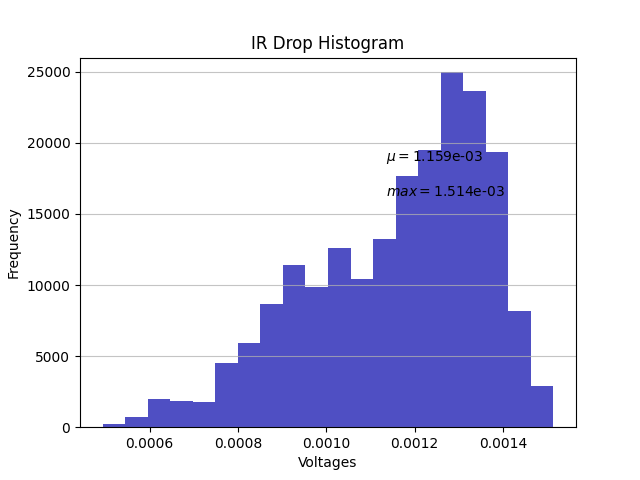 IR Drop Histogram
25000
20000
15000
10000
5000
0
Frequency
μ = 1.159e-03
max = 1.514e-03
0.0006 0.0008 0.0010 0.0012 0.0014
Voltages